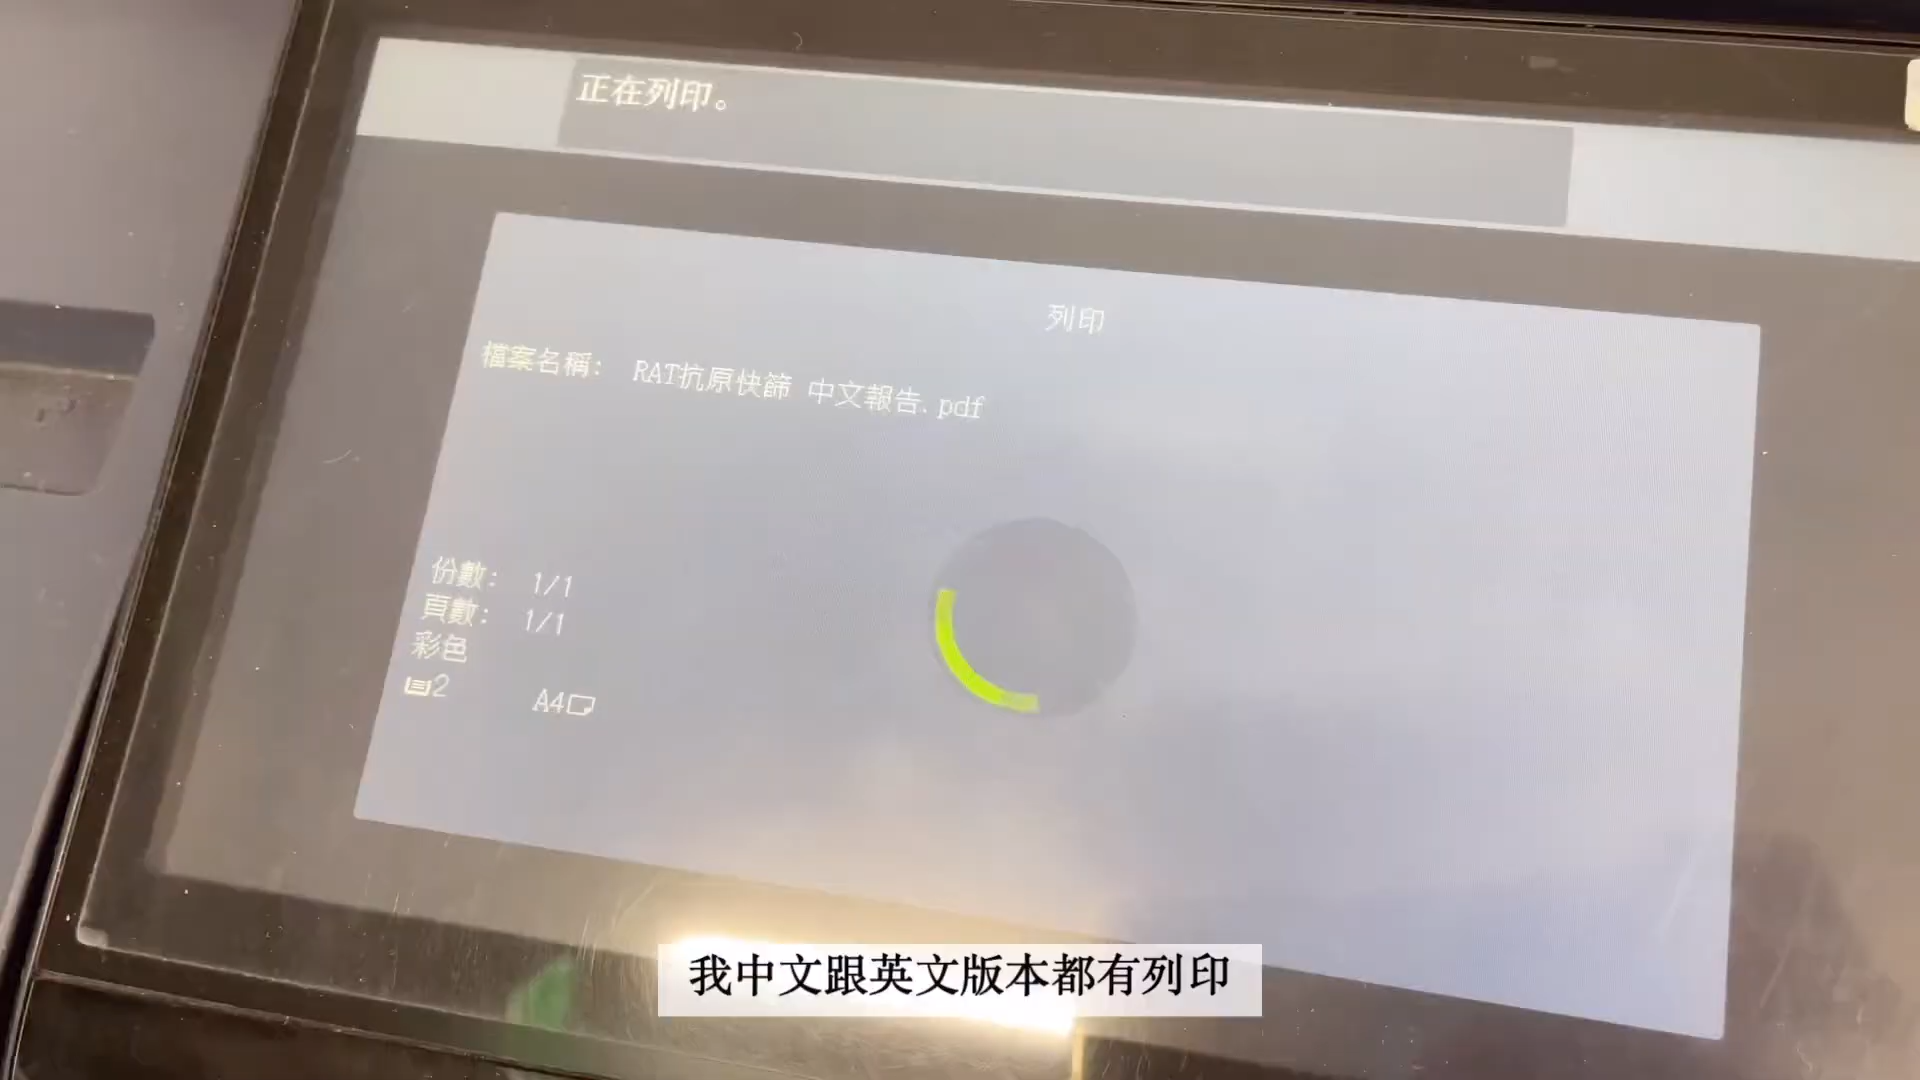 正在列印。
列印
檔案名稱: RAT抗原快篩 中文報告.pdf
份數: 1/1
頁數: 1/1
彩色
2 A4
我中文跟英文版本都有列印